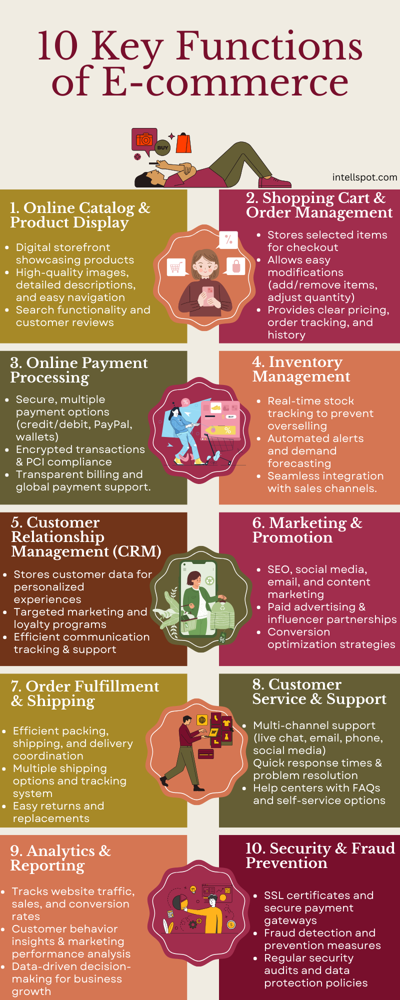 10 Key Functions
of E-commerce
BUY
intellspot.com
1. Online Catalog &
Product Display
• Digital storefront
showcasing products
• High-quality images,
detailed descriptions,
and easy navigation
• Search functionality and
customer reviews
2. Shopping Cart &
Order Management
• Stores selected items
for checkout
• Allows easy
modifications
(add/remove items,
adjust quantity)
• Provides clear pricing,
order tracking, and
history
%
3. Online Payment
Processing
• Secure, multiple
payment options
(credit/debit, PayPal,
wallets)
• Encrypted transactions
& PCI compliance
• Transparent billing and
global payment support.
%
$ BUY
%
4. Inventory
Management
• Real-time stock
tracking to prevent
overselling
• Automated alerts
and demand
forecasting
• Seamless integration
with sales channels.
5. Customer
Relationship
Management (CRM)
• Stores customer data for
personalized
experiences
• Targeted marketing and
loyalty programs
• Efficient communication
tracking & support
%
6. Marketing &
Promotion
• SEO, social media,
email, and content
marketing
• Paid advertising &
influencer partnerships
• Conversion
optimization strategies
7. Order Fulfillment
& Shipping
• Efficient packing,
shipping, and delivery
coordination
• Multiple shipping
options and tracking
system
• Easy returns and
replacements
8. Customer
Service & Support
• Multi-channel support
(live chat, email, phone,
social media)
Quick response times &
problem resolution
• Help centers with FAQs
and self-service options
9. Analytics &
Reporting
• Tracks website traffic,
sales, and conversion
rates
• Customer behavior
insights & marketing
performance analysis
• Data-driven decision-
making for business
growth
$
10. Security & Fraud
Prevention
• SSL certificates and
secure payment
gateways
• Fraud detection and
prevention measures
• Regular security
audits and data
protection policies